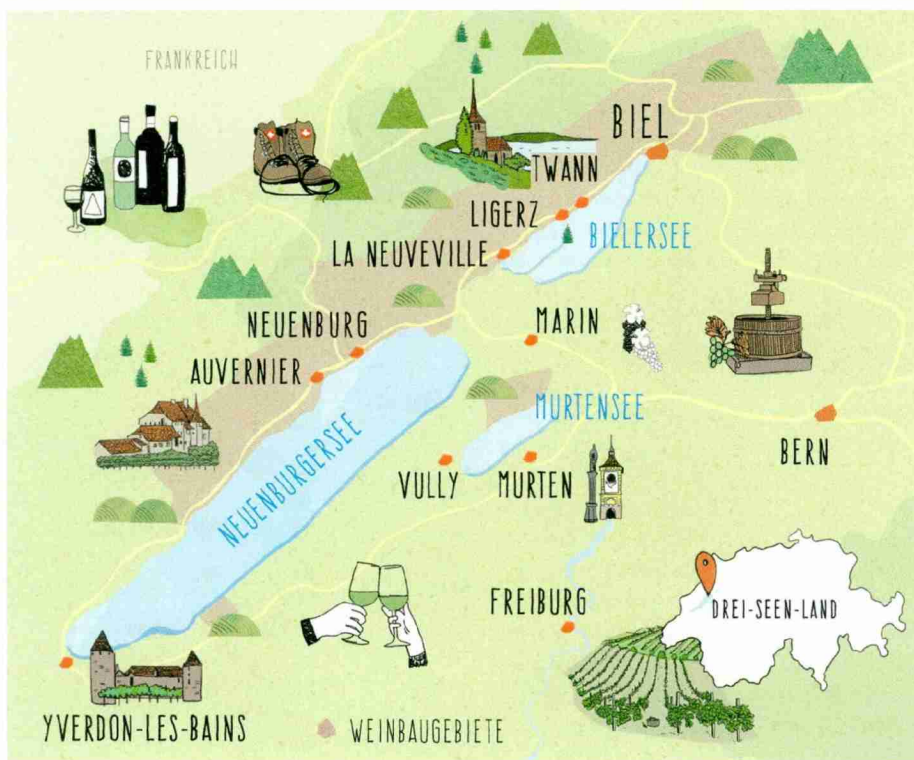 FRANKREICH
BIEL
TWANN
LIGERZ
BIELERSEE
LA NEUVEVILLE
NEUENBURG
MARIN
AUVERNIER
MURTENSEE
NEUENBURGERSEE
BERN
VULLY
MURTEN
FREIBURG
DREI-SEEN-LAND
YVERDON-LES-BAINS
WEINBAUGEBIETE